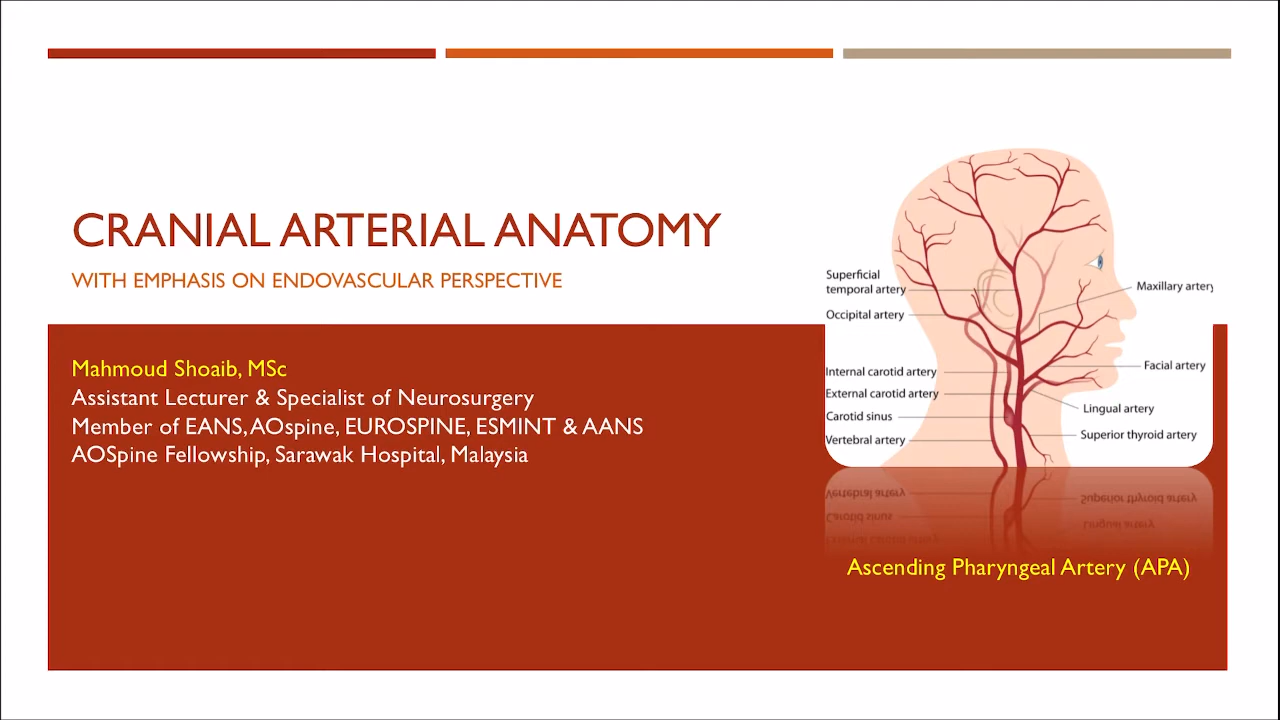 CRANIAL ARTERIAL ANATOMY
WITH EMPHASIS ON ENDOVASCULAR PERSPECTIVE
Mahmoud Shoaib, MSc
Assistant Lecturer & Specialist of Neurosurgery
Member of EANS, AOspine, EUROSPINE, ESMINT & AANS
AOSpine Fellowship, Sarawak Hospital, Malaysia
Superficial
temporal artery
Occipital artery
Internal carotid artery
External carotid artery
Carotid sinus
Vertebral artery
Maxillary artery
Facial artery
Lingual artery
Superior thyroid artery
Ascending Pharyngeal Artery (APA)